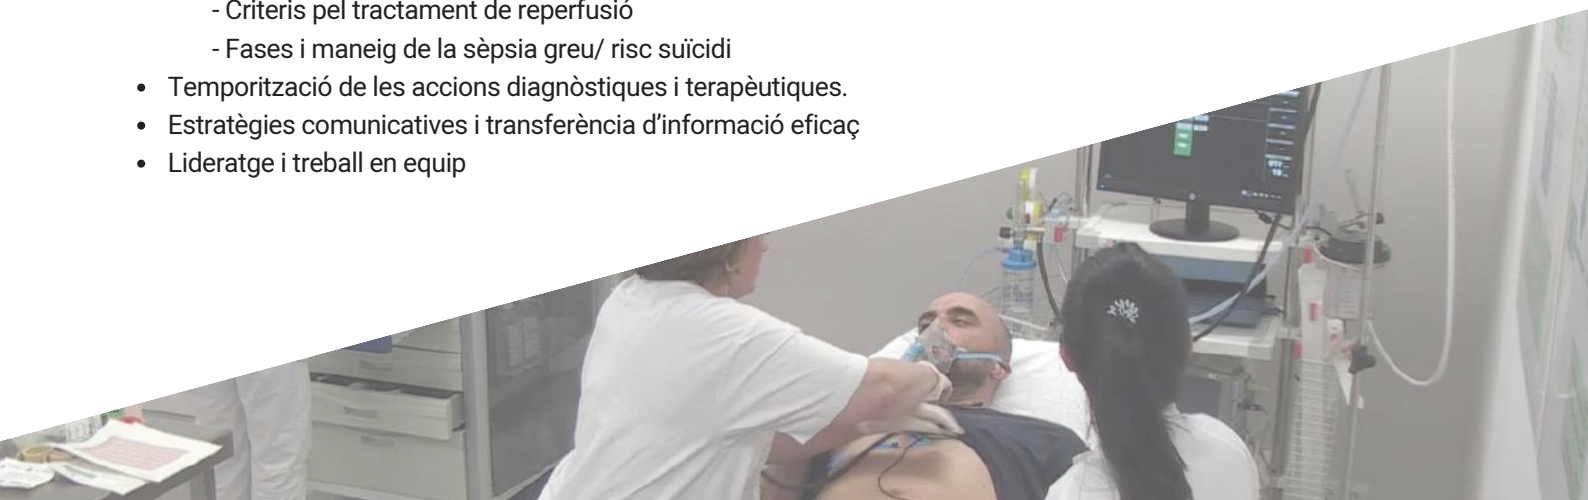 - Criteris pel tractament de reperfusió
- Fases i maneig de la sèpsia greu/ risc suïcidi
• Temporització de les accions diagnòstiques i terapèutiques.
• Estratègies comunicatives i transferència d’informació eficaç
• Lideratge i treball en equip